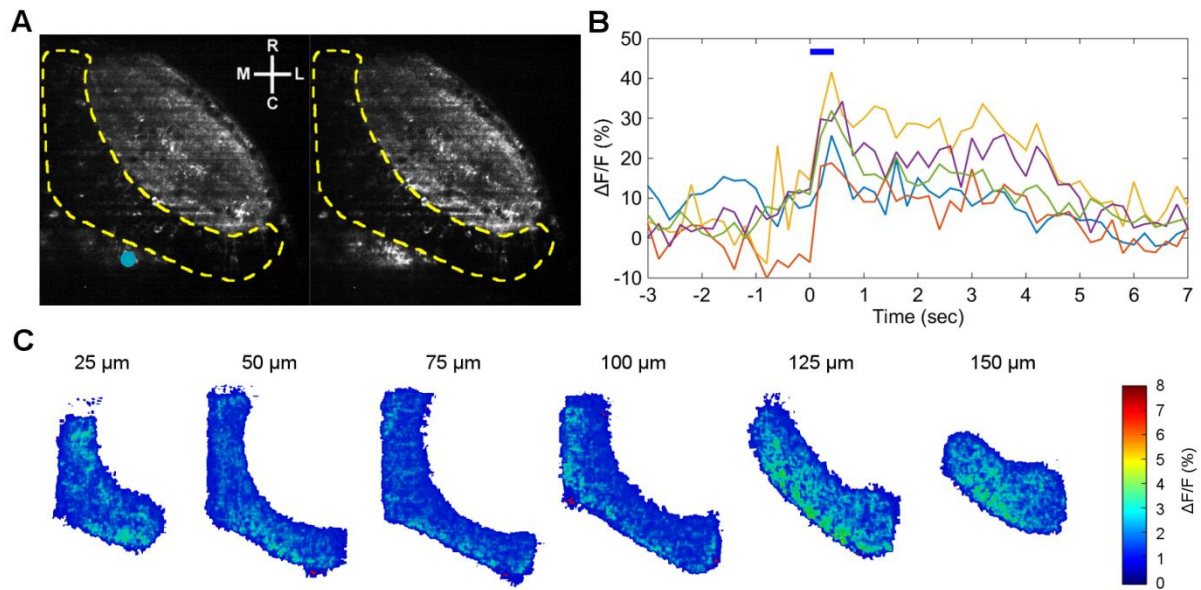 A
R
M L
C
B
50
40
30
20
10
0
-10
ΔF/F (%)
-3 -2 -1 0 1 2 3 4 5 6 7
Time (sec)
C
25 µm 50 µm 75 µm 100 µm 125 µm 150 µm
8
7
6
5
4
3
2
1
0
ΔF/F (%)